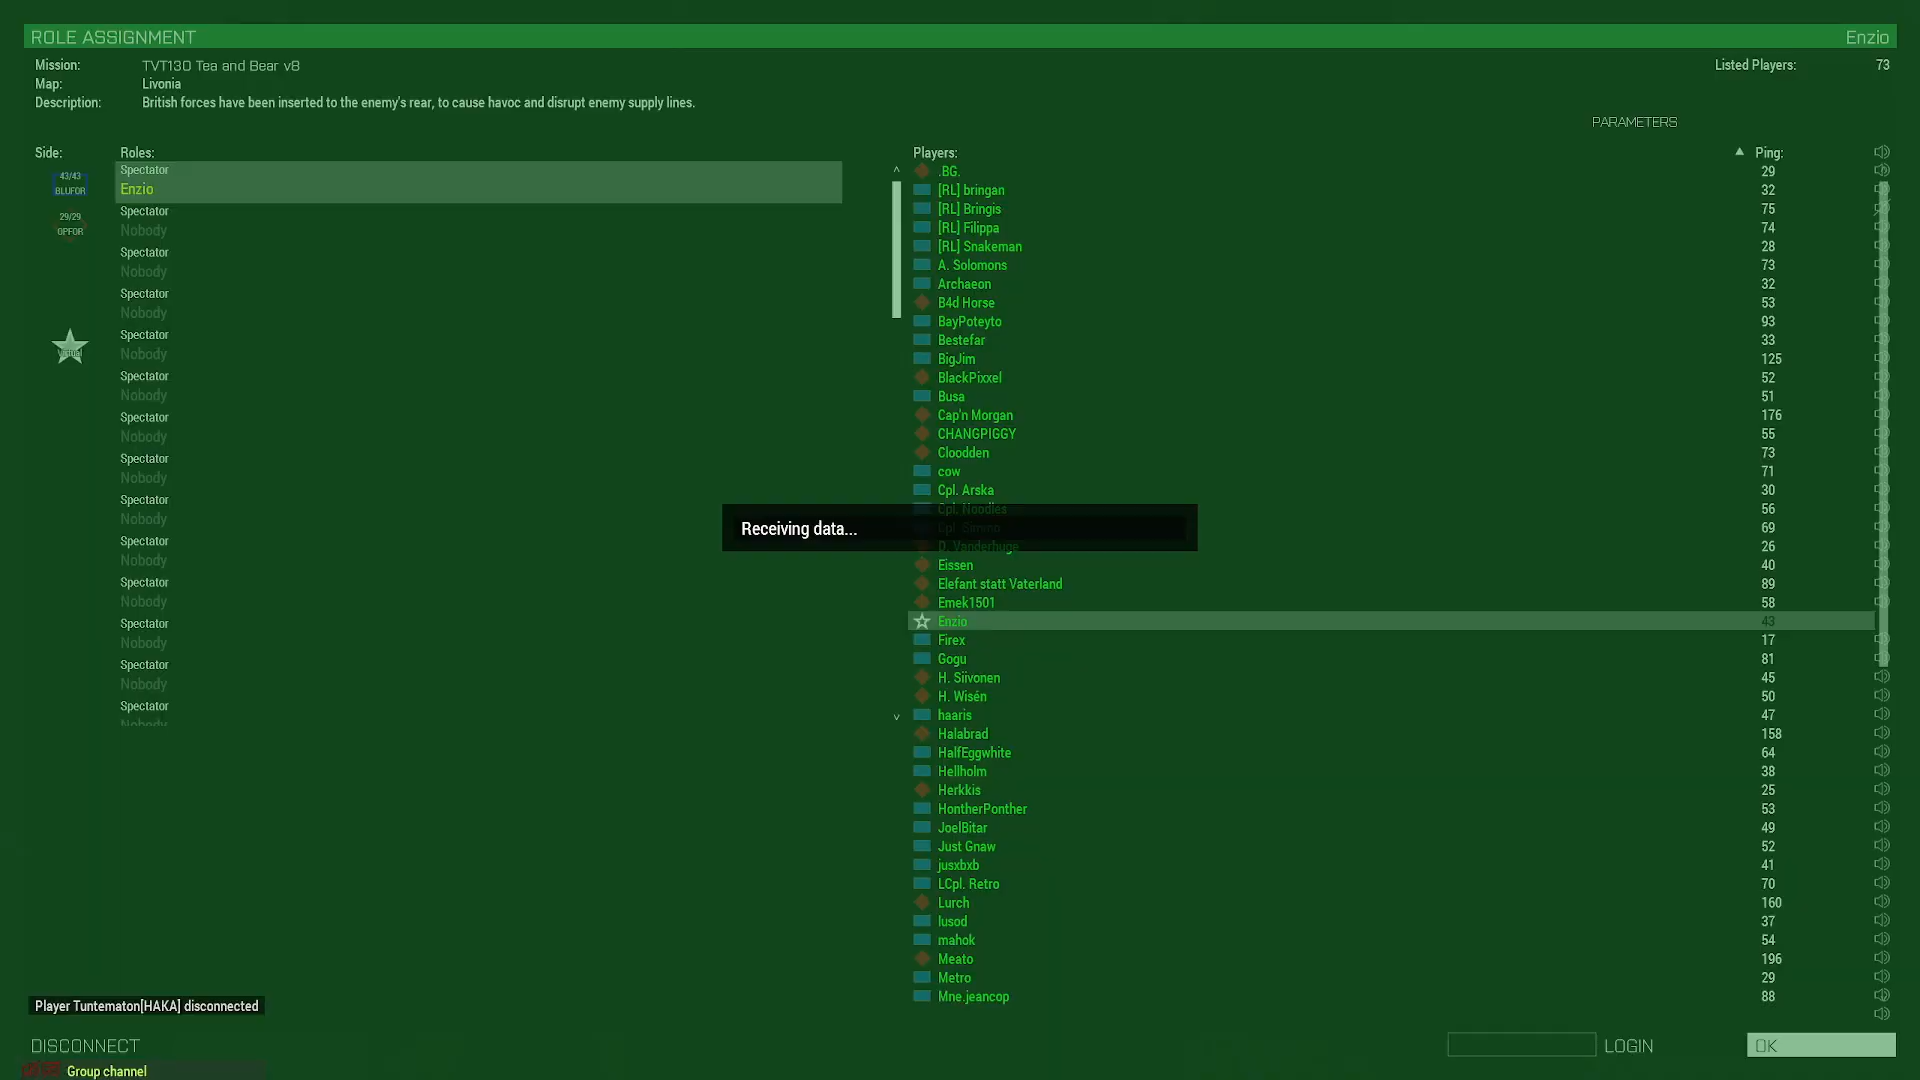 ROLE ASSIGNMENT Enzio
Mission: TVT130 Tea and Bear v8 Listed Players: 73
Map: Livonia
Description: British forces have been inserted to the enemy's rear, to cause havoc and disrupt enemy supply lines.
PARAMETERS
Side: Roles: Players: Ping:
43/43
BLUFOR
29/29
OPFOR
Virtual
Spectator
Enzio
Spectator
Nobody
Spectator
Nobody
Spectator
Nobody
Spectator
Nobody
Spectator
Nobody
Spectator
Nobody
Spectator
Nobody
Spectator
Nobody
Spectator
Nobody
Spectator
Nobody
Spectator
Nobody
Spectator
Nobody
Spectator
Nobody
.BG. 29
[RL] bringan 32
[RL] Bringis 75
[RL] Filippa 74
[RL] Snakeman 28
A. Solomons 73
Archaeon 32
B4d Horse 53
BayPoteyto 93
Bestefar 33
BigJim 125
BlackPixxel 52
Busa 51
Cap'n Morgan 176
CHANGPIGGY 55
Cloodden 73
cow 71
Cpl. Arska 30
Cpl. Noodles 56
Cpl. Simino 69
D. Vanderhuge 26
Receiving data...
Eissen 40
Elefant statt Vaterland 89
Emek1501 58
Enzio 43
Firex 17
Gogu 81
H. Siivonen 45
H. Wisén 50
haaris 47
Halabrad 158
HalfEggwhite 64
Hellholm 38
Herkkis 25
HontherPonther 53
JoelBitar 49
Just Gnaw 52
jusxbxb 41
LCpl. Retro 70
Lurch 160
lusod 37
mahok 54
Meato 196
Metro 29
Mne.jeancop 88
Player Tuntematon[HAKA] disconnected
DISCONNECT LOGIN OK
Group channel